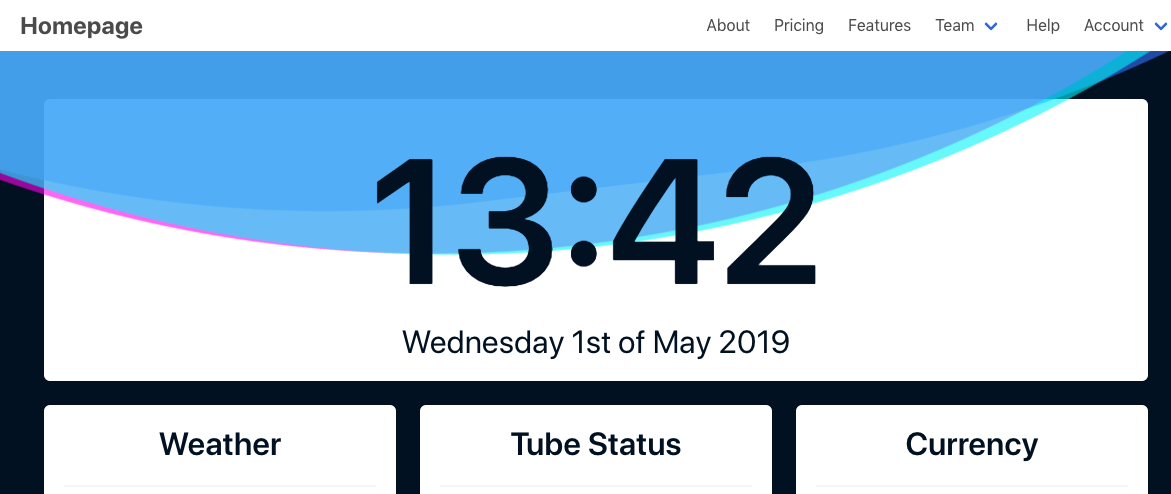 Homepage About Pricing Features Team Help Account
13:42
Wednesday 1st of May 2019
Weather Tube Status Currency